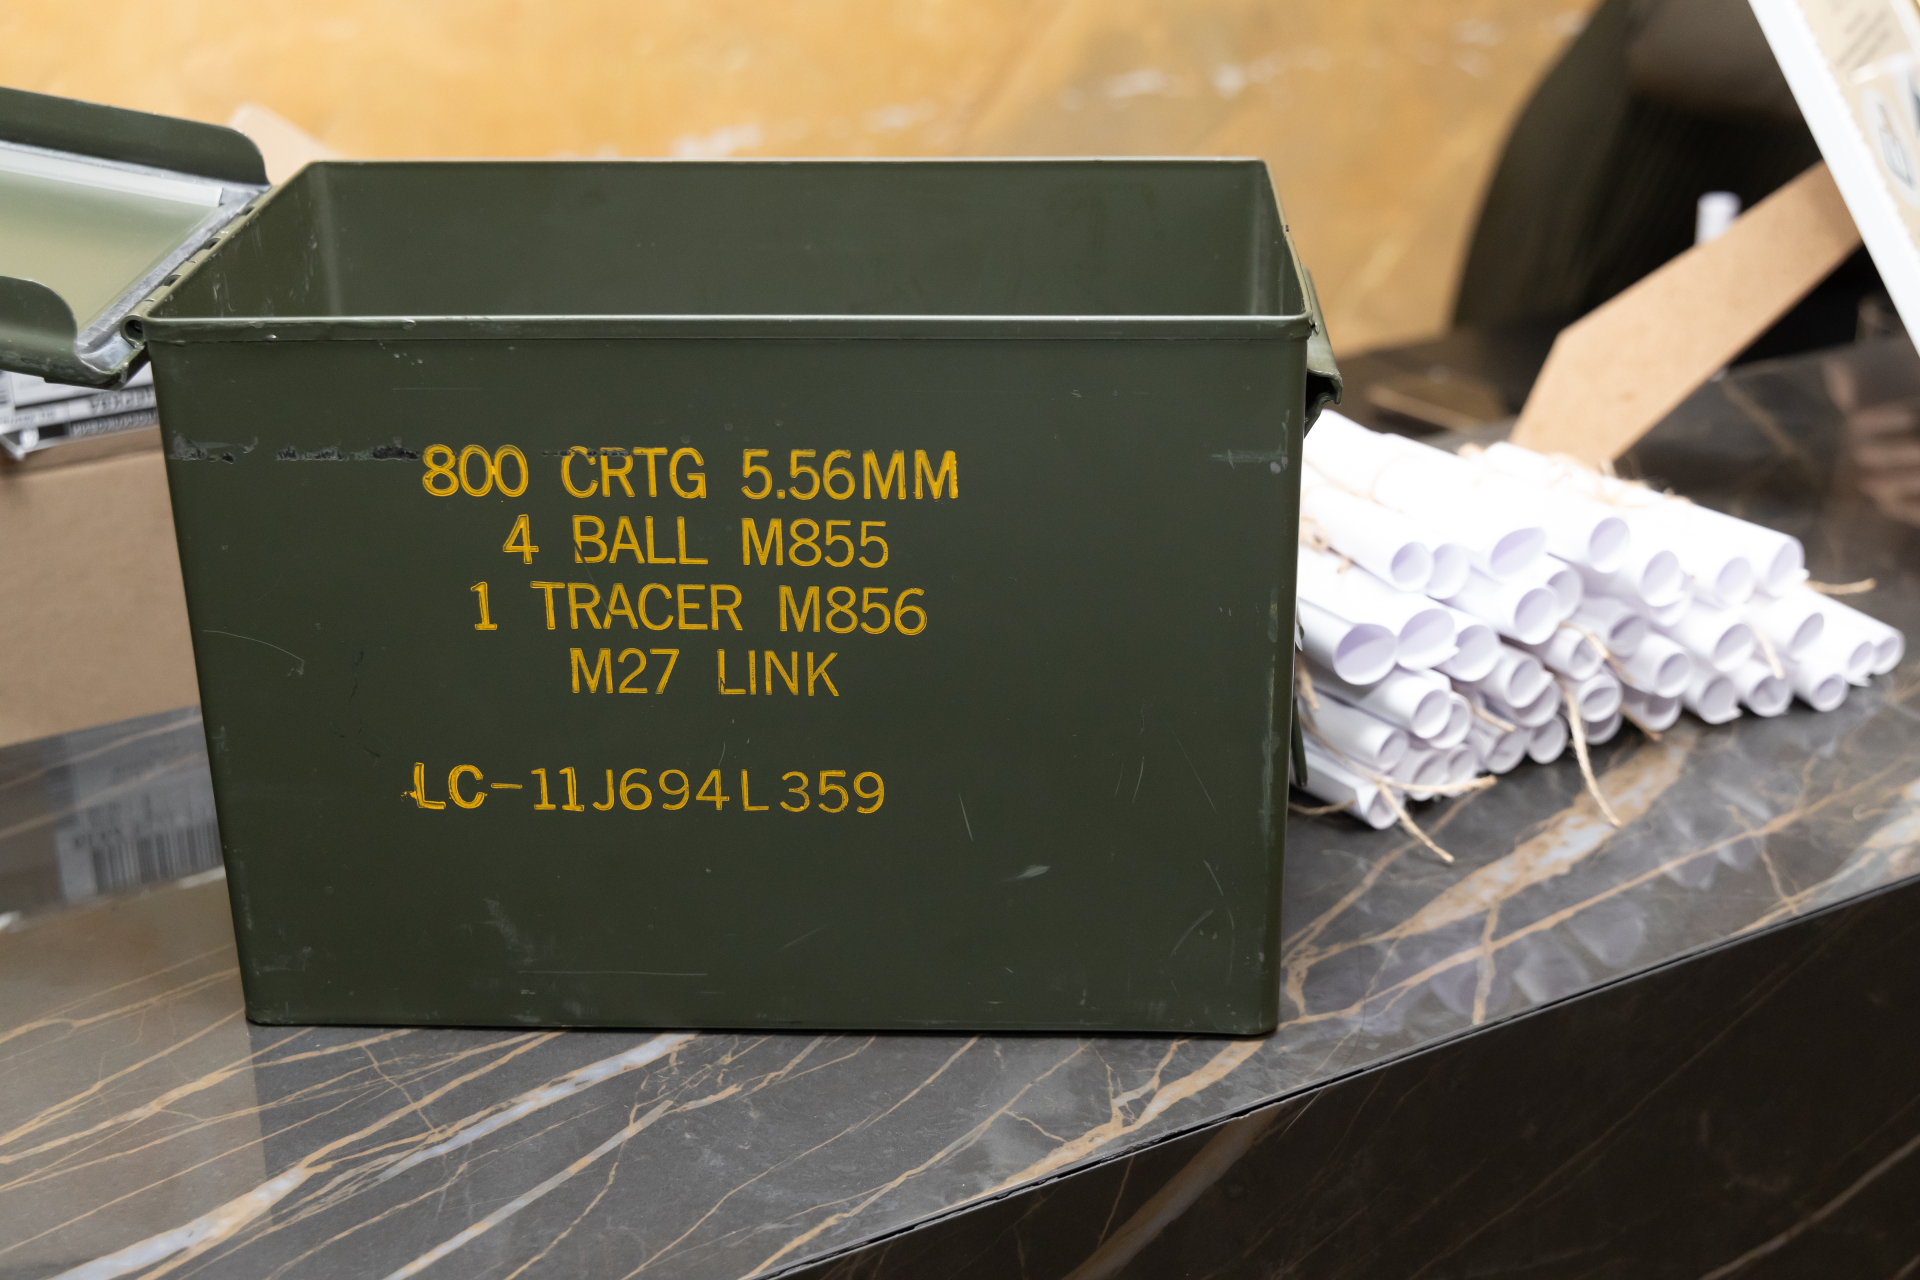 800 CRTG 5.56MM
4 BALL M855
1 TRACER M856
M27 LINK
LC-11J694L359